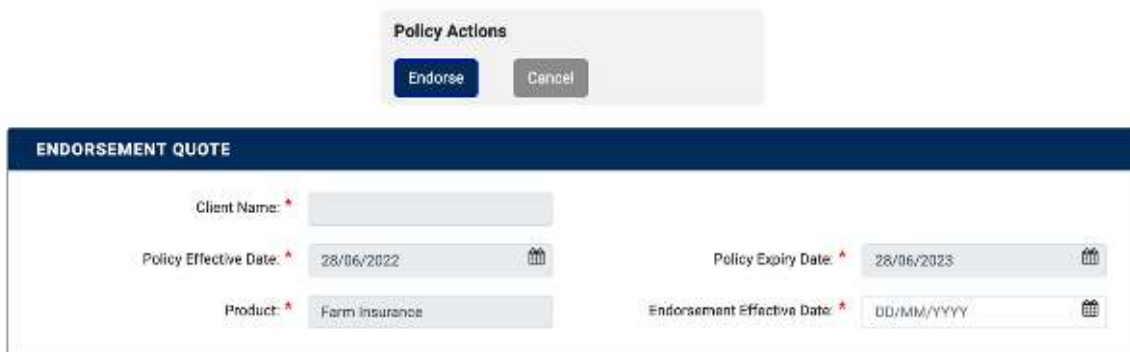 Policy Actions
Endorse Cancel
ENDORSEMENT QUOTE
Client Name: *
Policy Effective Date: * 28/06/2022 Policy Expiry Date: * 28/06/2023
Product: * Farm Insurance Endorsement Effective Date: * DD/MM/YYYY